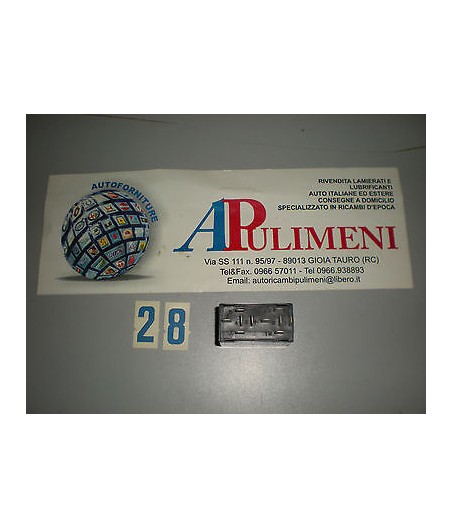 AUTOFORNITURE
RIVENDITA LAMIERATI E
LUBRIFICANTI
AUTO ITALIANE ED ESTERE
CONSEGNE A DOMICILIO
SPECIALIZZATO IN RICAMBI D'EPOCA
APULIMENI
Via SS 111 n. 95/97 - 89013 GIOIA TAURO (RC)
Tel&Fax. 0966 57011 - Tel 0966.938893
Email: autoricambipulimeni@libero.it
28